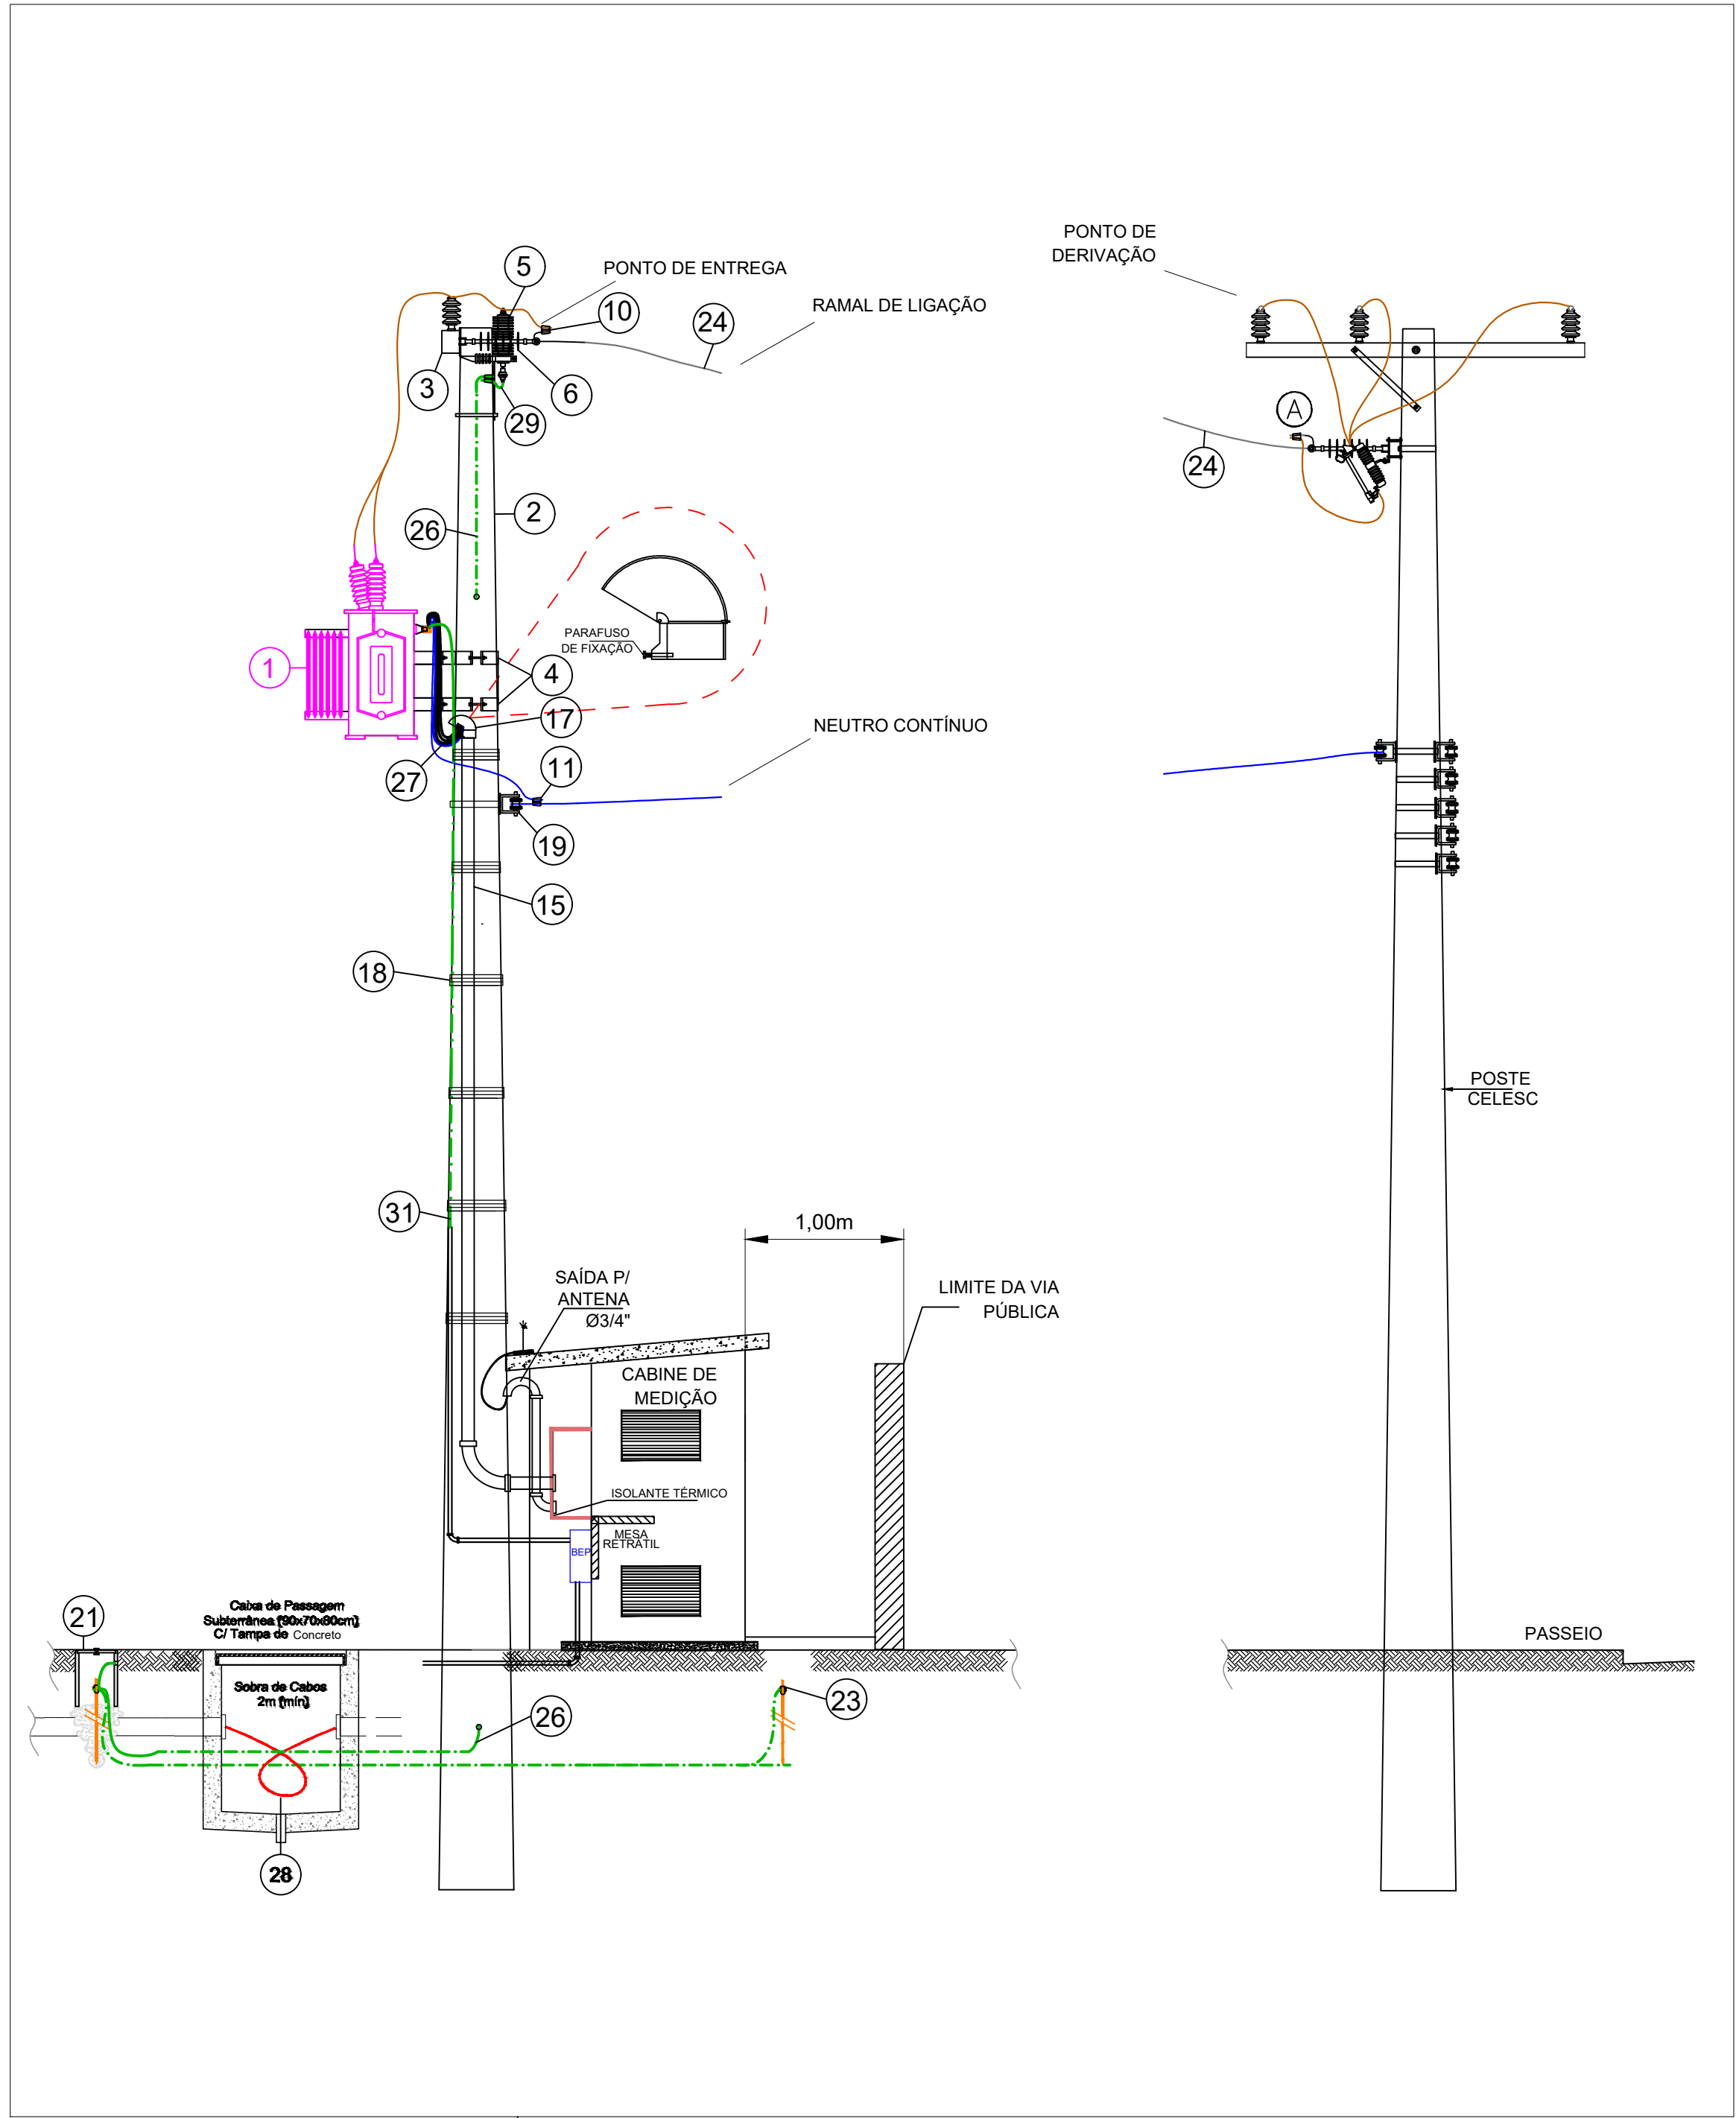 PONTO DE
DERIVAÇÃO
5
PONTO DE ENTREGA
10
RAMAL DE LIGAÇÃO
24
3
6
29
A
24
26
2
PARAFUSO
DE FIXAÇÃO
1
4
17
NEUTRO CONTÍNUO
27
11
19
15
18
POSTE
CELESC
31
1,00m
SAÍDA P/
ANTENA
Ø3/4"
LIMITE DA VIA
PÚBLICA
CABINE DE
MEDIÇÃO
ISOLANTE TÉRMICO
MESA
RETRÁTIL
BEP
21
Caixa de Passagem
Subterrânea [90x70x80cm]
C/ Tampa de Concreto
PASSEIO
Sobra de Cabos
2m [mín]
23
26
28